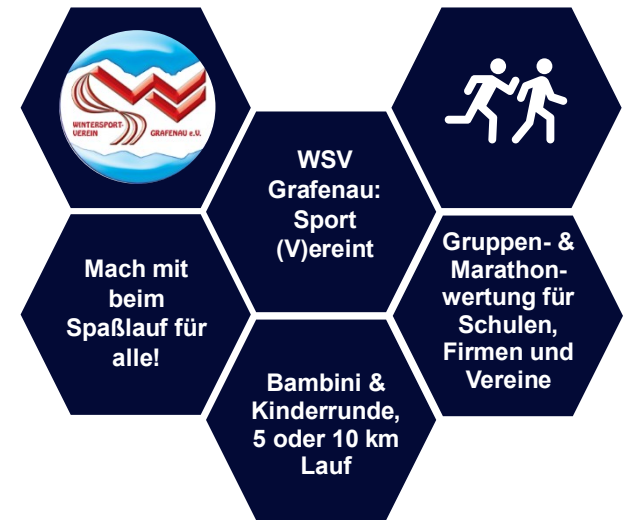 WINTERSPORT-
VEREIN GRAFENAU e.V.
WSV
Grafenau:
Sport
(V)ereint
Mach mit
beim
Spaßlauf für
alle!
Gruppen- &
Marathon-
wertung für
Schulen,
Firmen und
Vereine
Bambini &
Kinderrunde,
5 oder 10 km
Lauf